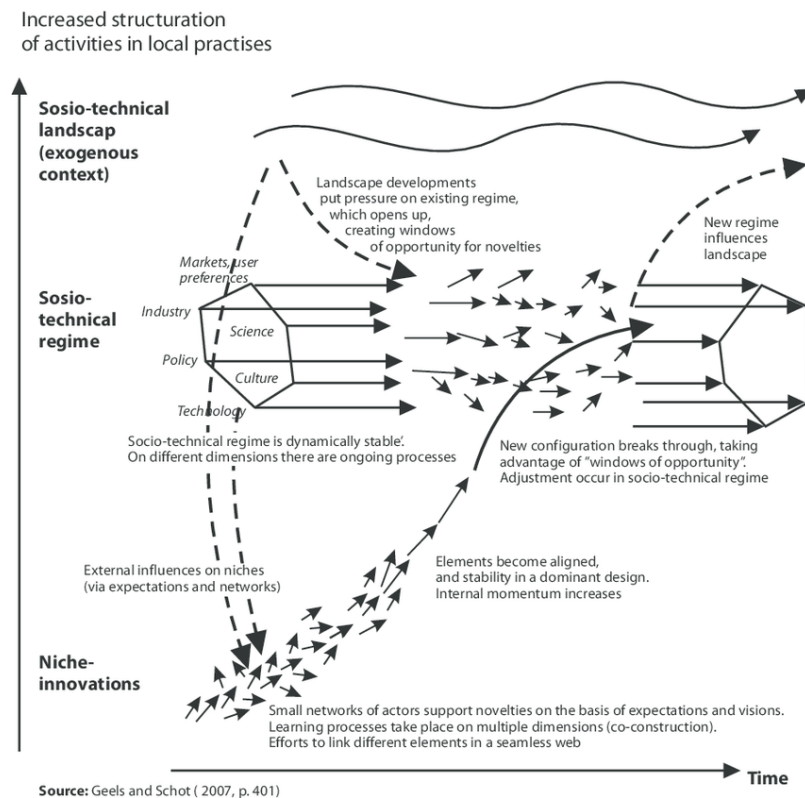 Increased structuration
of activities in local practises
Sosio-technical
landscap
(exogenous
context)
Landscape developments
put pressure on existing regime,
which opens up,
creating windows
of opportunity for novelties
New regime
influences
landscape
Markets, user
preferences
Sosio-
technical
regime
Industry
Science
Policy
Culture
Technology
Socio-technical regime is dynamically stable'.
On different dimensions there are ongoing processes
New configuration breaks through, taking
advantage of "windows of opportunity".
Adjustment occur in socio-technical regime
External influences on niches
(via expectations and networks)
Elements become aligned,
and stability in a dominant design.
Internal momentum increases
Niche-
innovations
Small networks of actors support novelties on the basis of expectations and visions.
Learning processes take place on multiple dimensions (co-construction).
Efforts to link different elements in a seamless web
Time
Source: Geels and Schot ( 2007, p. 401)